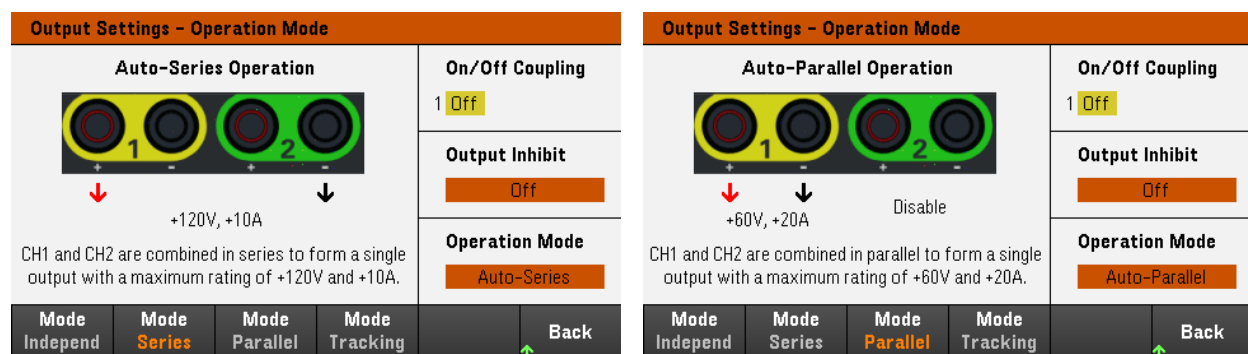 Output Settings - Operation Mode
Auto-Series Operation
1 2
+ - + -
+120V, +10A
CH1 and CH2 are combined in series to form a single
output with a maximum rating of +120V and +10A.
On/Off Coupling
1 Off
Output Inhibit
Off
Operation Mode
Auto-Series
Mode Mode Mode Mode
Independ Series Parallel Tracking
Back
Output Settings - Operation Mode
Auto-Parallel Operation
1 2
+ - + -
+60V, +20A
Disable
CH1 and CH2 are combined in parallel to form a single
output with a maximum rating of +60V and +20A.
On/Off Coupling
1 Off
Output Inhibit
Off
Operation Mode
Auto-Parallel
Mode Mode Mode Mode
Independ Series Parallel Tracking
Back